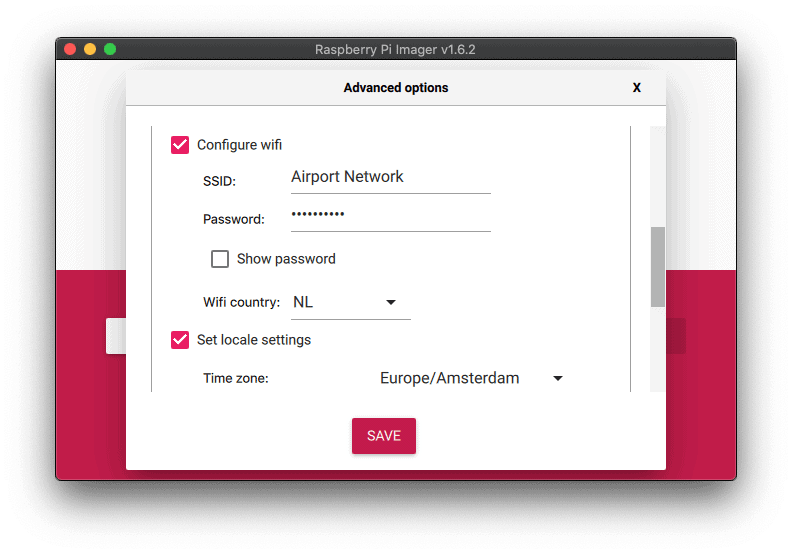 Raspberry Pi Imager v1.6.2
Advanced options X
Configure wifi
SSID: Airport Network
Password: ••••••••••
Show password
Wifi country: NL
Set locale settings
Time zone: Europe/Amsterdam
SAVE